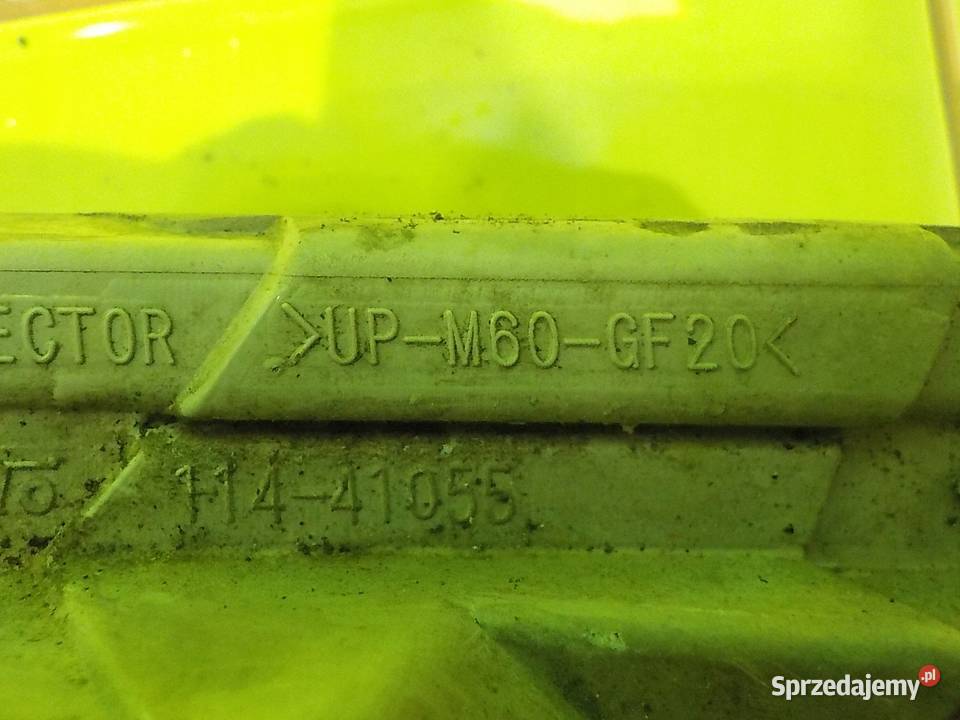 ECTOR >UP-M60-GF20<
114-41055
Sprzedajemy.pl